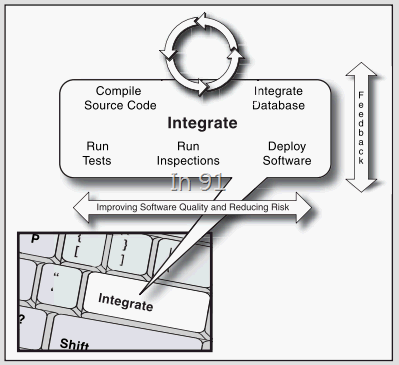 Compile
Source Code
Integrate
Database
Integrate
Run
Tests
Run
Inspections
Deploy
Software
Feedback
In 91
Improving Software Quality and Reducing Risk
P
{
[
}
]
|
"
'
Integrate
?
Shift